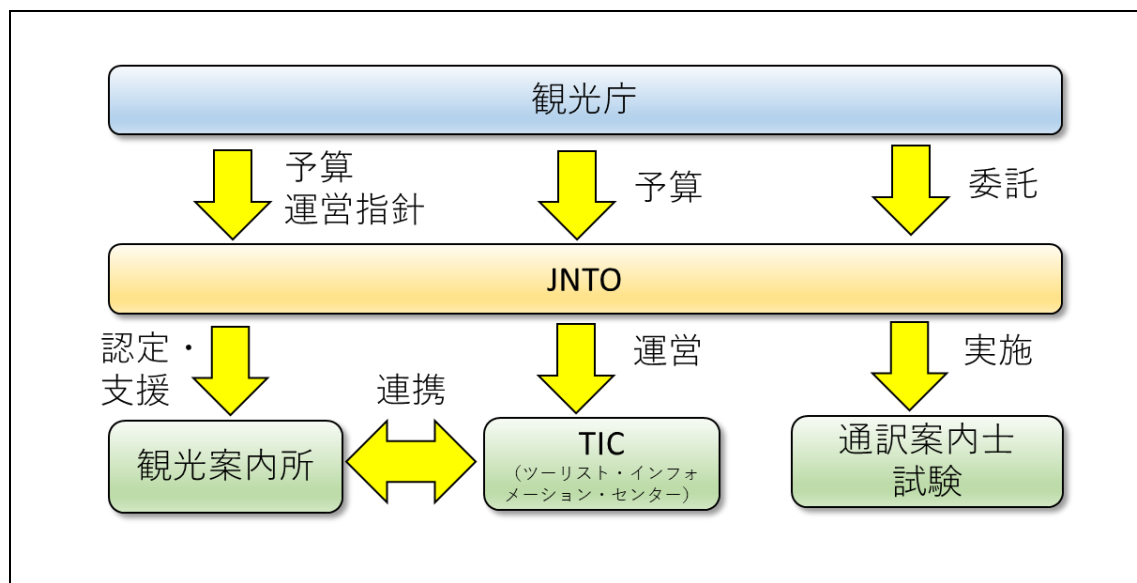 観光庁
予算
運営指針
予算
委託
JNTO
認定・
支援
運営
実施
連携
観光案内所
TIC
（ツーリスト・インフォ
メーション・センター）
通訳案内士
試験